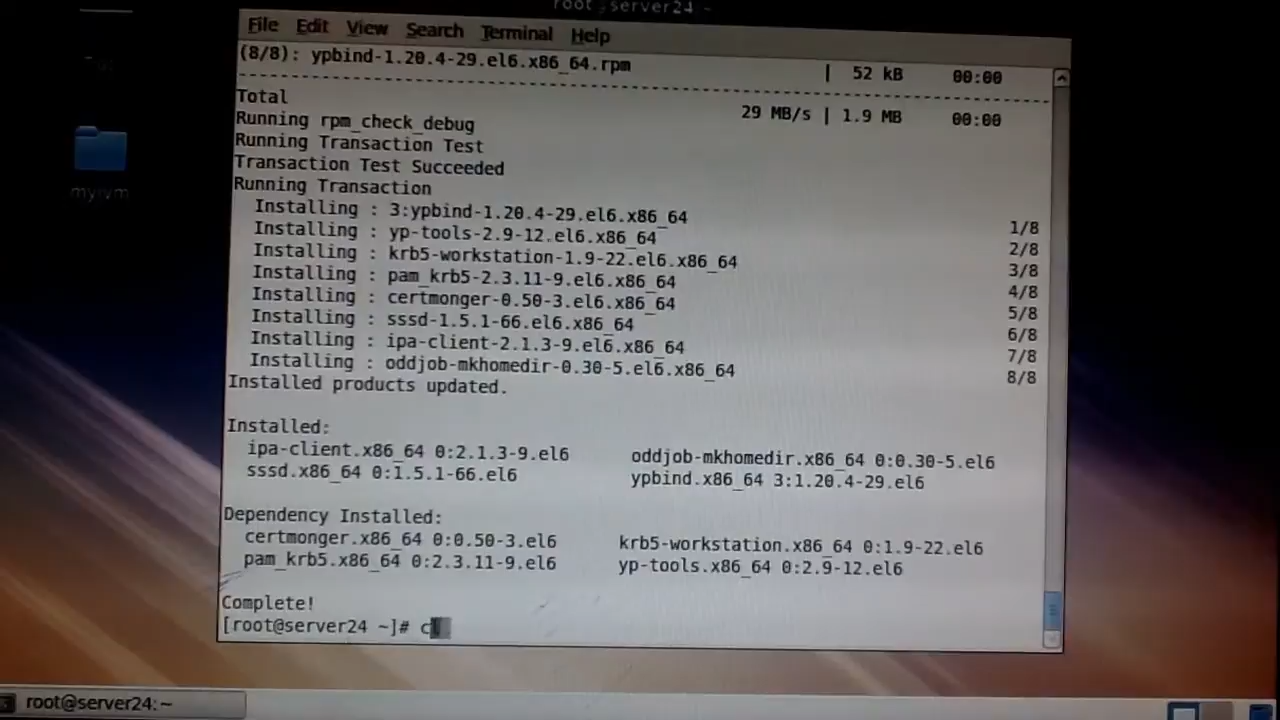 root@server24:~
File Edit View Search Terminal Help
(8/8): ypbind-1.20.4-29.el6.x86_64.rpm | 52 kB 00:00
--------------------------------------------------------------------------------
Total 29 MB/s | 1.9 MB 00:00
Running rpm_check_debug
Running Transaction Test
Transaction Test Succeeded
Running Transaction
Installing : 3:ypbind-1.20.4-29.el6.x86_64 1/8
Installing : yp-tools-2.9-12.el6.x86_64 2/8
Installing : krb5-workstation-1.9-22.el6.x86_64 3/8
Installing : pam_krb5-2.3.11-9.el6.x86_64 4/8
Installing : certmonger-0.50-3.el6.x86_64 5/8
Installing : sssd-1.5.1-66.el6.x86_64 6/8
Installing : ipa-client-2.1.3-9.el6.x86_64 7/8
Installing : oddjob-mkhomedir-0.30-5.el6.x86_64 8/8
Installed products updated.
Installed:
ipa-client.x86_64 0:2.1.3-9.el6 oddjob-mkhomedir.x86_64 0:0.30-5.el6
sssd.x86_64 0:1.5.1-66.el6 ypbind.x86_64 3:1.20.4-29.el6
Dependency Installed:
certmonger.x86_64 0:0.50-3.el6 krb5-workstation.x86_64 0:1.9-22.el6
pam_krb5.x86_64 0:2.3.11-9.el6 yp-tools.x86_64 0:2.9-12.el6
Complete!
[root@server24 ~]# c
root@server24:~